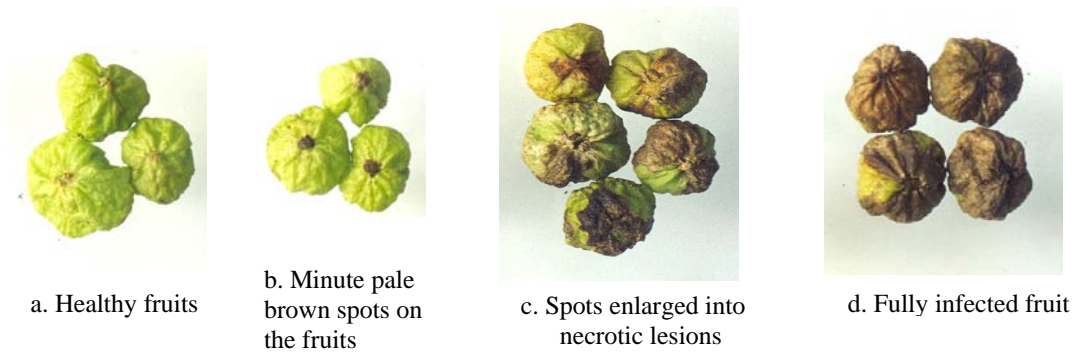 a. Healthy fruits
b. Minute pale
brown spots on
the fruits
c. Spots enlarged into
necrotic lesions
d. Fully infected fruit